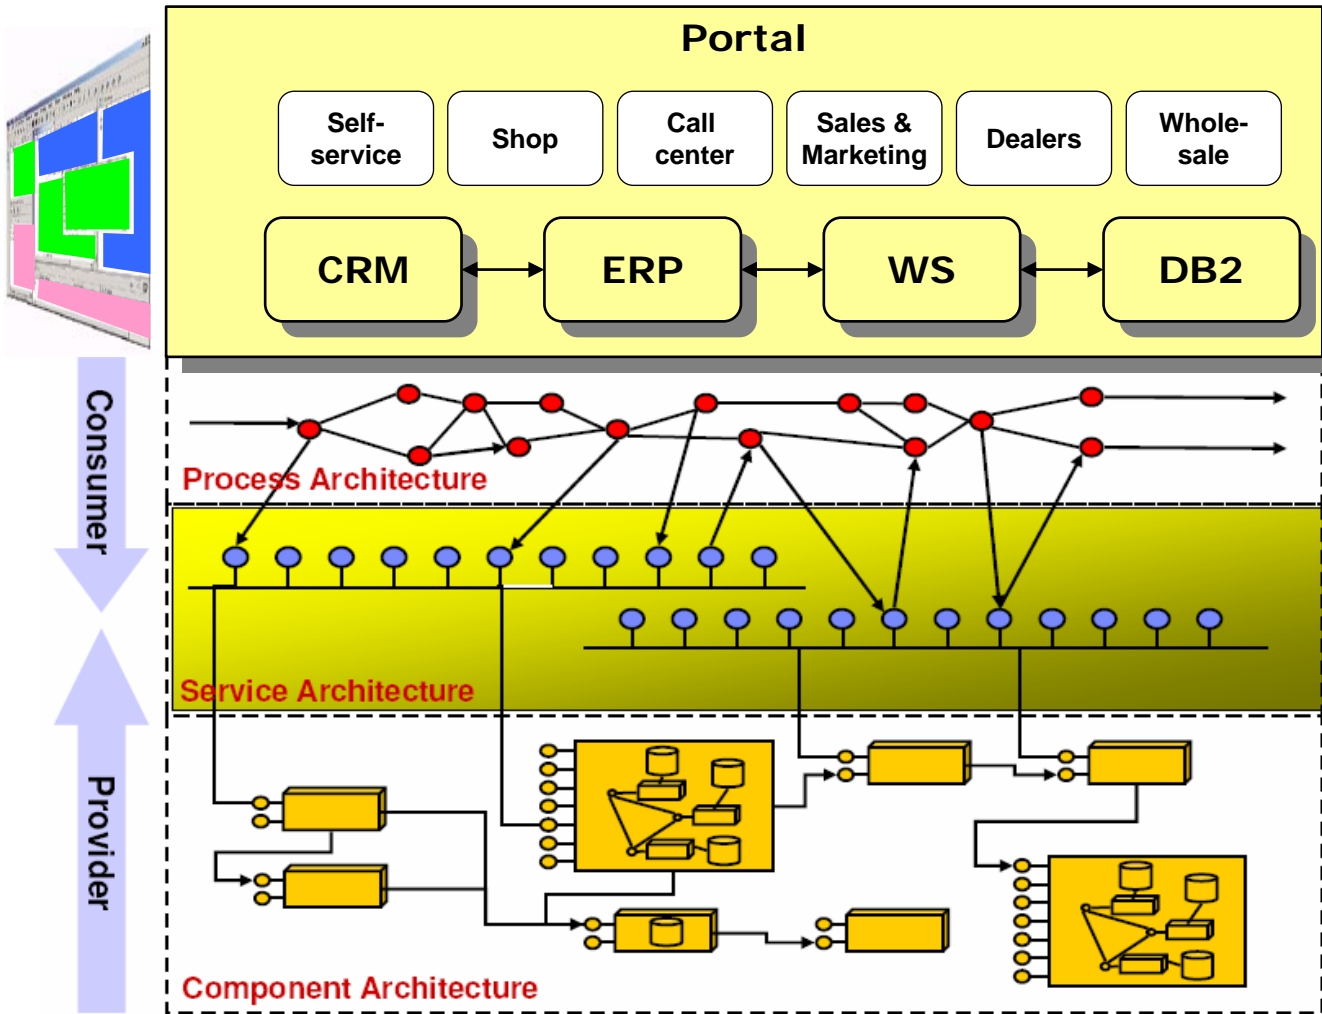 Portal
Self-
service
Shop
Call
center
Sales &
Marketing
Dealers
Whole-
sale
CRM
ERP
WS
DB2
Consumer
Process Architecture
Service Architecture
Provider
Component Architecture